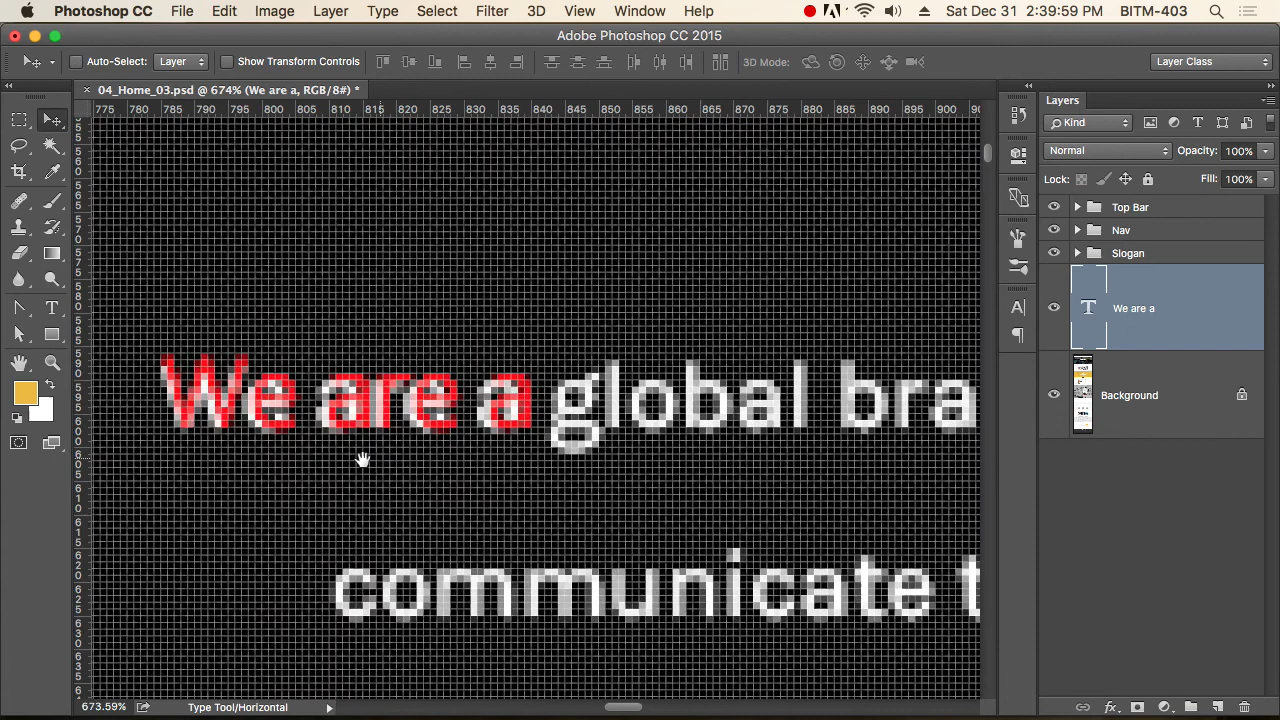 Photoshop CC File Edit Image Layer Type Select Filter 3D View Window Help Sat Dec 31 2:39:59 PM BITM-403
Adobe Photoshop CC 2015
Auto-Select: Layer Show Transform Controls 3D Mode: Layer Class
× 04_Home_03.psd @ 674% (We are a, RGB/8#) *
775 780 785 790 795 800 805 810 815 820 825 830 835 840 845 850 855 860 865 870 875 880 885 890 895 900
Layers
Kind
Normal Opacity: 100%
Lock: Fill: 100%
Top Bar
Nav
Slogan
We are a
Background
We are a global bra
communicate t
673.59% Type Tool/Horizontal